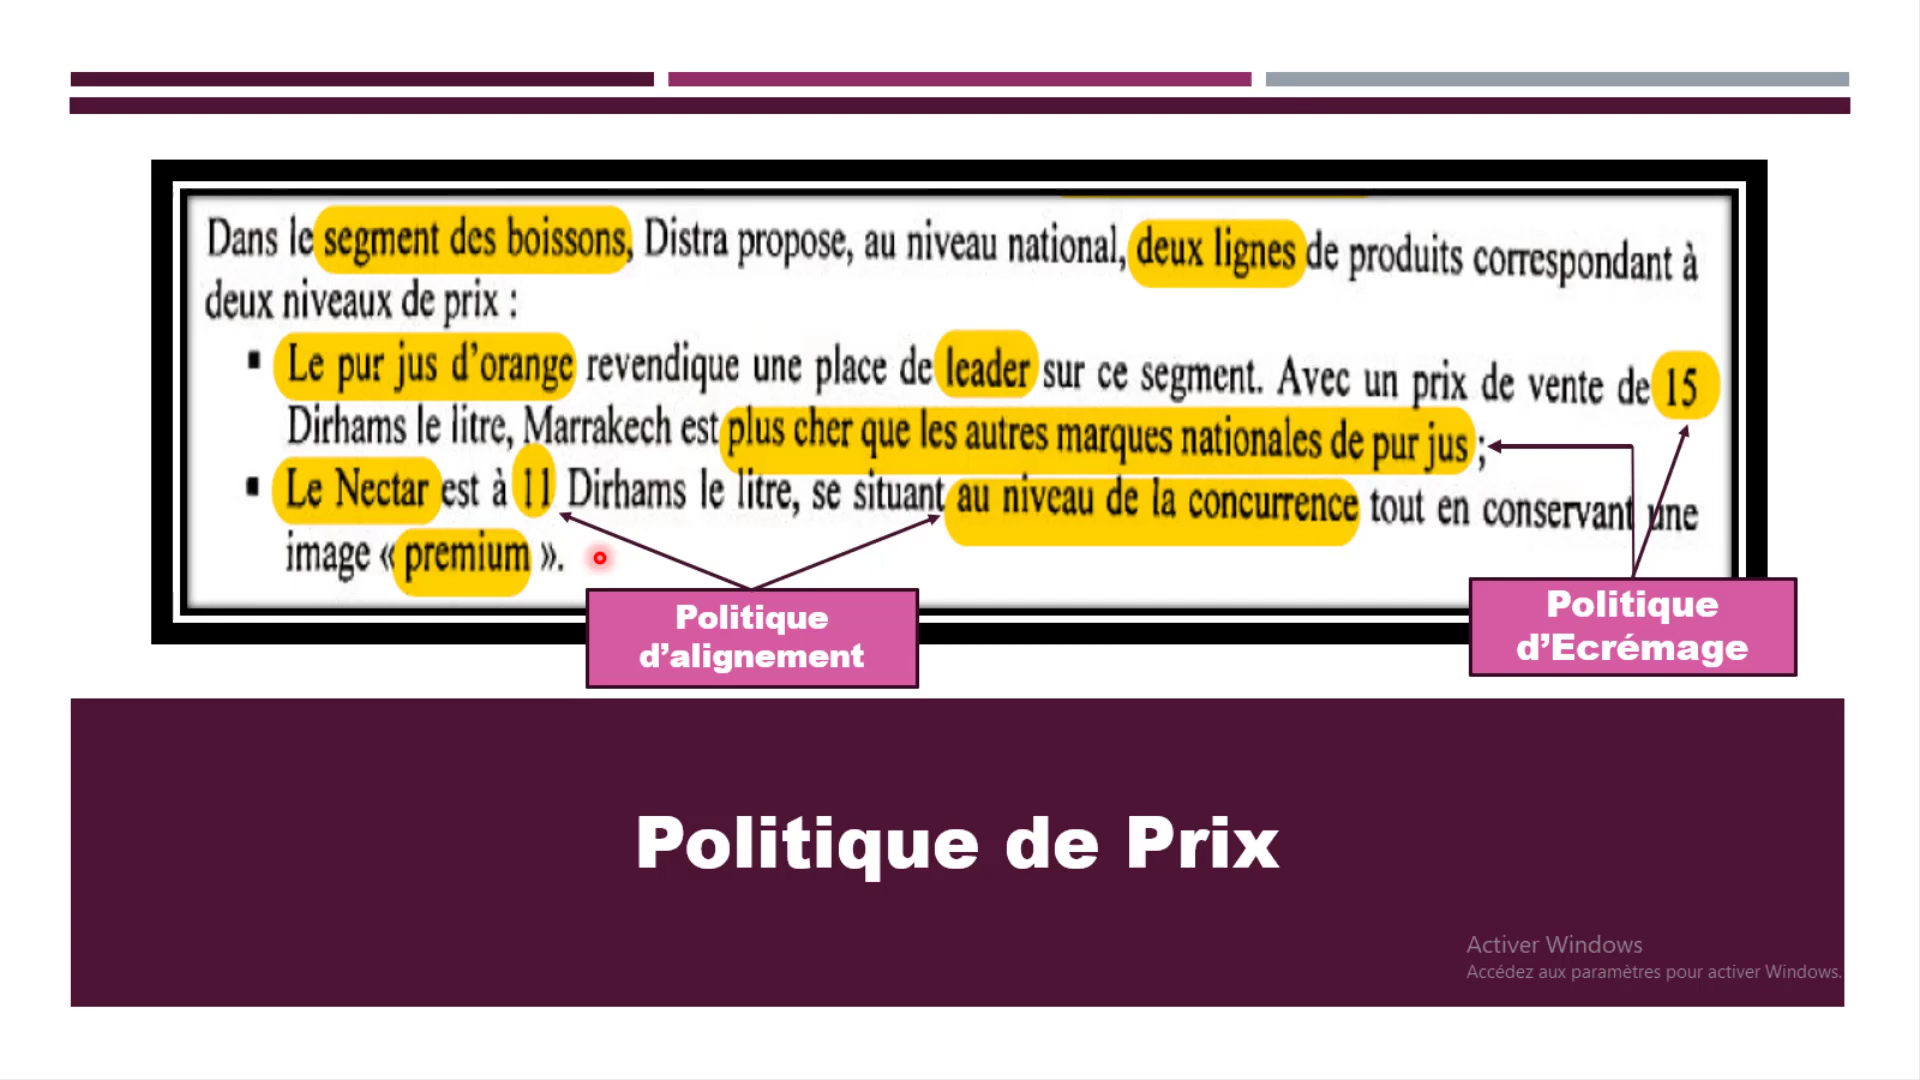 Dans le segment des boissons, Distra propose, au niveau national, deux lignes de produits correspondant à
deux niveaux de prix :
▪ Le pur jus d’orange revendique une place de leader sur ce segment. Avec un prix de vente de 15
Dirhams le litre, Marrakech est plus cher que les autres marques nationales de pur jus ;
▪ Le Nectar est à 11 Dirhams le litre, se situant au niveau de la concurrence tout en conservant une
image « premium ».
Politique
d’alignement
Politique
d’Ecrémage
Politique de Prix
Activer Windows
Accédez aux paramètres pour activer Windows.